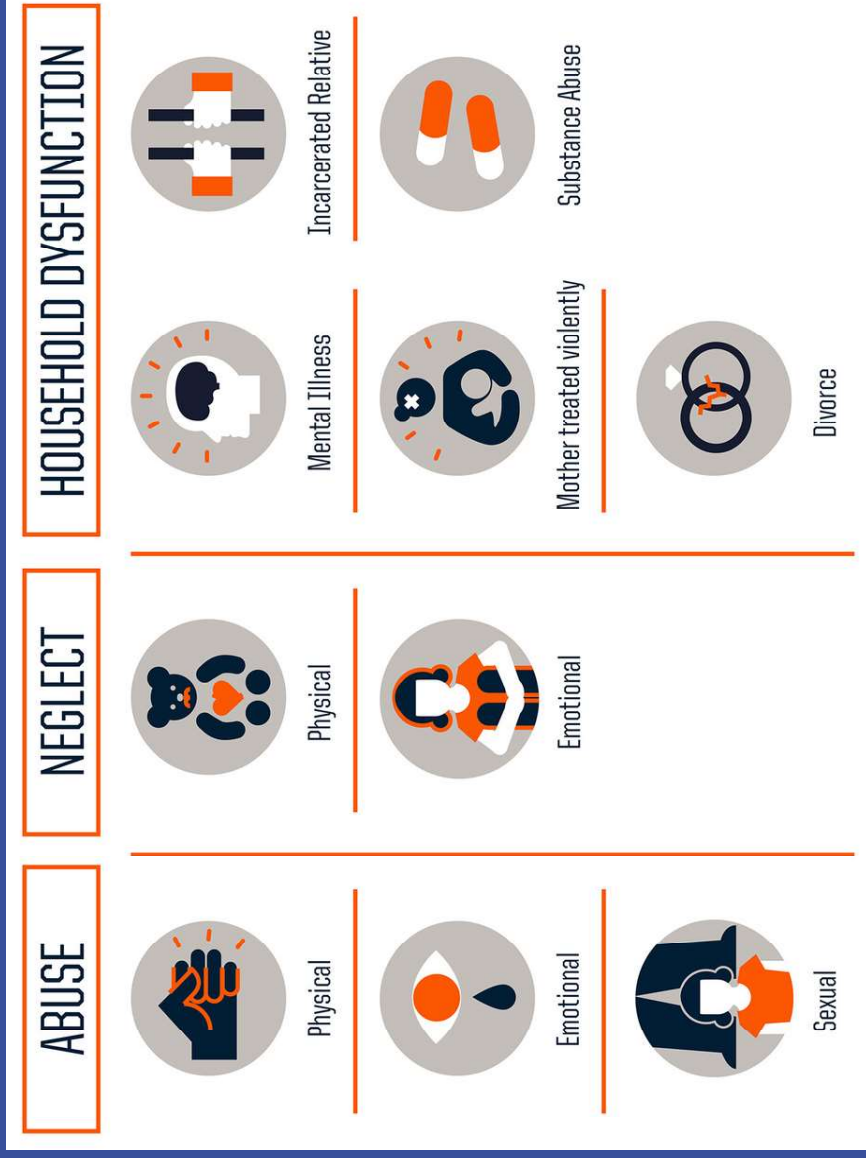 ABUSE
Physical
Emotional
Sexual
NEGLECT
Physical
Emotional
HOUSEHOLD DYSFUNCTION
Mental Illness
Incarcerated Relative
Mother treated violently
Substance Abuse
Divorce